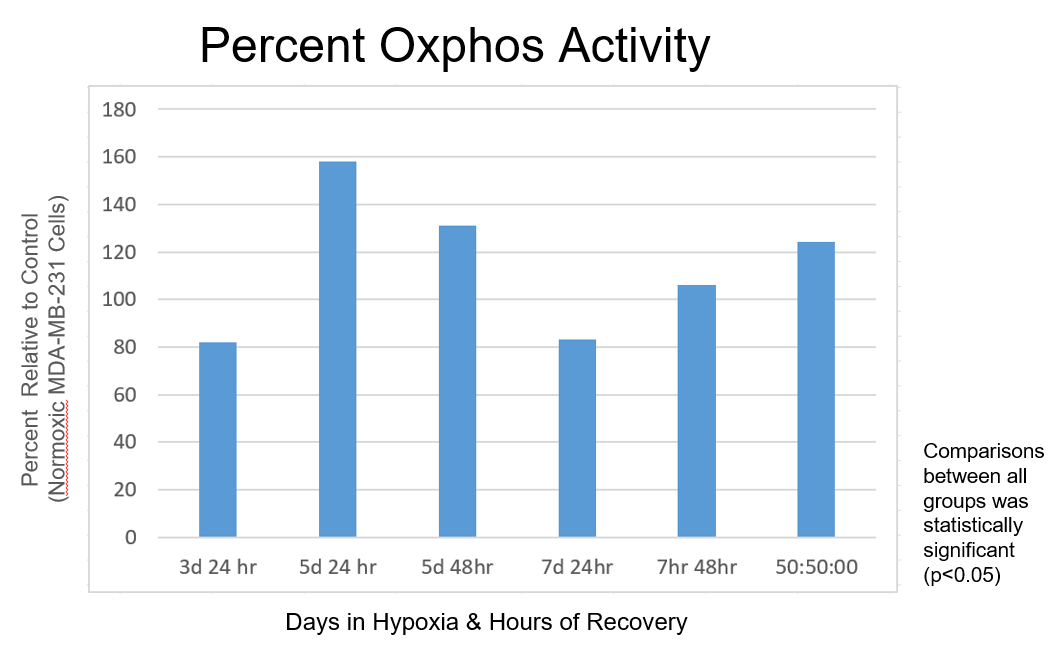 Percent Oxphos Activity
180
160
140
120
100
80
60
40
20
0
Percent Relative to Control
(Normoxic MDA-MB-231 Cells)
3d 24 hr
5d 24 hr
5d 48hr
7d 24hr
7hr 48hr
50:50:00
Days in Hypoxia & Hours of Recovery
Comparisons
between all
groups was
statistically
significant
(p<0.05)